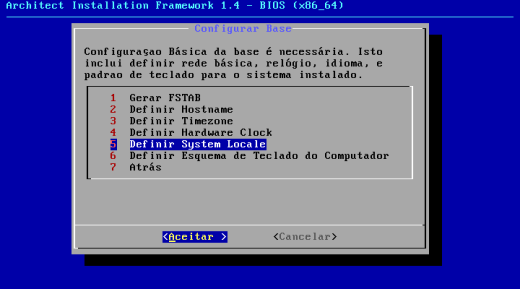 Architect Installation Framework 1.4 - BIOS (x86_64)
Configurar Base
Configuraçao Básica da base é necessária. Isto
inclui definir rede básica, relógio, idioma, e
padrao de teclado para o sistema instalado.
1 Gerar FSTAB
2 Definir Hostname
3 Definir Timezone
4 Definir Hardware Clock
5 Definir System Locale
6 Definir Esquema de Teclado do Computador
7 Atrás
<Aceitar > <Cancelar>